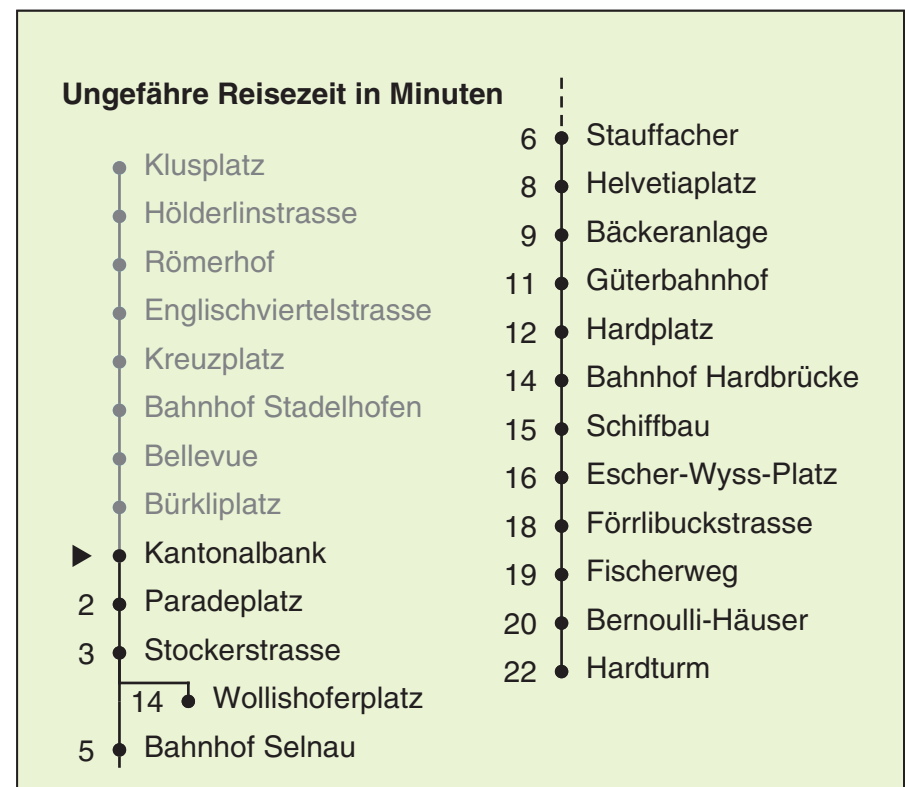 Ungefähre Reisezeit in Minuten
Klusplatz
Hölderlinstrasse
Römerhof
Englischviertelstrasse
Kreuzplatz
Bahnhof Stadelhofen
Bellevue
Bürkliplatz
Kantonalbank
2 Paradeplatz
3 Stockerstrasse
14 Wollishoferplatz
5 Bahnhof Selnau
6 Stauffacher
8 Helvetiaplatz
9 Bäckeranlage
11 Güterbahnhof
12 Hardplatz
14 Bahnhof Hardbrücke
15 Schiffbau
16 Escher-Wyss-Platz
18 Förrlibuckstrasse
19 Fischerweg
20 Bernoulli-Häuser
22 Hardturm